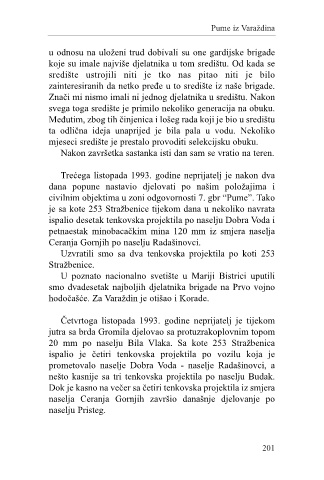 Pume iz Varaždina
u odnosu na uloženi trud dobivali su one gardijske brigade
koje su imale najviše djelatnika u tom središtu. Od kada se
središte ustrojili niti je tko nas pitao niti je bilo
zainteresiranih da netko pređe u to središte iz naše brigade.
Znači mi nismo imali ni jednog djelatnika u središtu. Nakon
svega toga središte je primilo nekoliko generacija na obuku.
Međutim, zbog tih činjenica i lošeg rada koji je bio u središtu
ta odlična ideja unaprijed je bila pala u vodu. Nekoliko
mjeseci središte je prestalo provoditi selekcijsku obuku.
Nakon završetka sastanka isti dan sam se vratio na teren.
Trećega listopada 1993. godine neprijatelj je nakon dva
dana popune nastavio djelovati po našim položajima i
civilnim objektima u zoni odgovornosti 7. gbr “Pume”. Tako
je sa kote 253 Stražbenice tijekom dana u nekoliko navrata
ispalio desetak tenkovska projektila po naselju Dobra Voda i
petnaestak minobacačkim mina 120 mm iz smjera naselja
Ceranja Gornjih po naselju Radašinovci.
Uzvratili smo sa dva tenkovska projektila po koti 253
Stražbenice.
U poznato nacionalno svetište u Mariji Bistrici uputili
smo dvadesetak najboljih djelatnika brigade na Prvo vojno
hodočašće. Za Varaždin je otišao i Korade.
Četvrtoga listopada 1993. godine neprijatelj je tijekom
jutra sa brda Gromila djelovao sa protuzrakoplovnim topom
20 mm po naselju Bila Vlaka. Sa kote 253 Stražbenica
ispalio je četiri tenkovska projektila po vozilu koja je
prometovalo naselje Dobra Voda - naselje Radašinovci, a
nešto kasnije sa tri tenkovska projektila po naselju Budak.
Dok je kasno na večer sa četiri tenkovska projektila iz smjera
naselja Ceranja Gornjih završio današnje djelovanje po
naselju Pristeg.
201